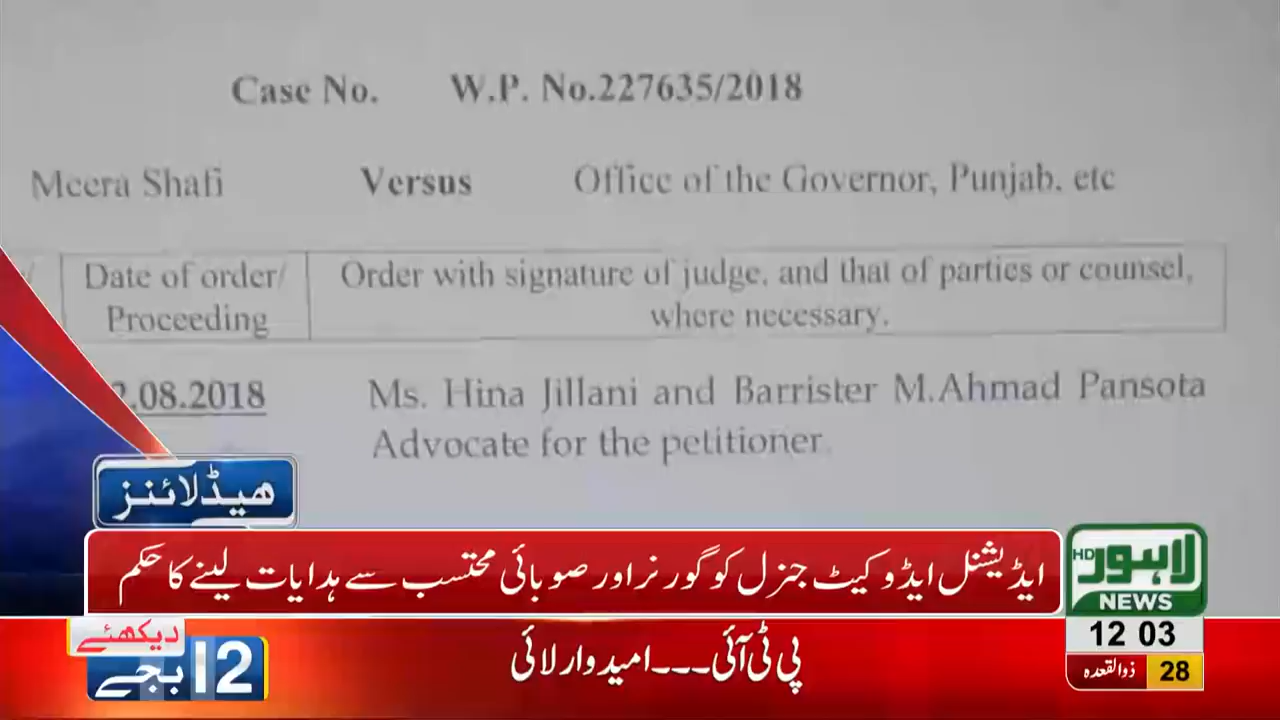 Case No. W.P. No.227635/2018
Meera Shafi Versus Office of the Governor, Punjab, etc
Date of order/ Proceeding
Order with signature of judge, and that of parties or counsel, where necessary.
.08.2018
Ms. Hina Jillani and Barrister M.Ahmad Pansota
Advocate for the petitioner.
ہیڈلائنز
ایڈیشنل ایڈوکیٹ جنرل کو گورنر اور صوبائی محتسب سے ہدایات لینے کا حکم
HD لاہور
NEWS
دیکھئے
12 بجے
پی ٹی آئی۔۔۔امیدوار لائی
12 03
28 ذوالقعدہ